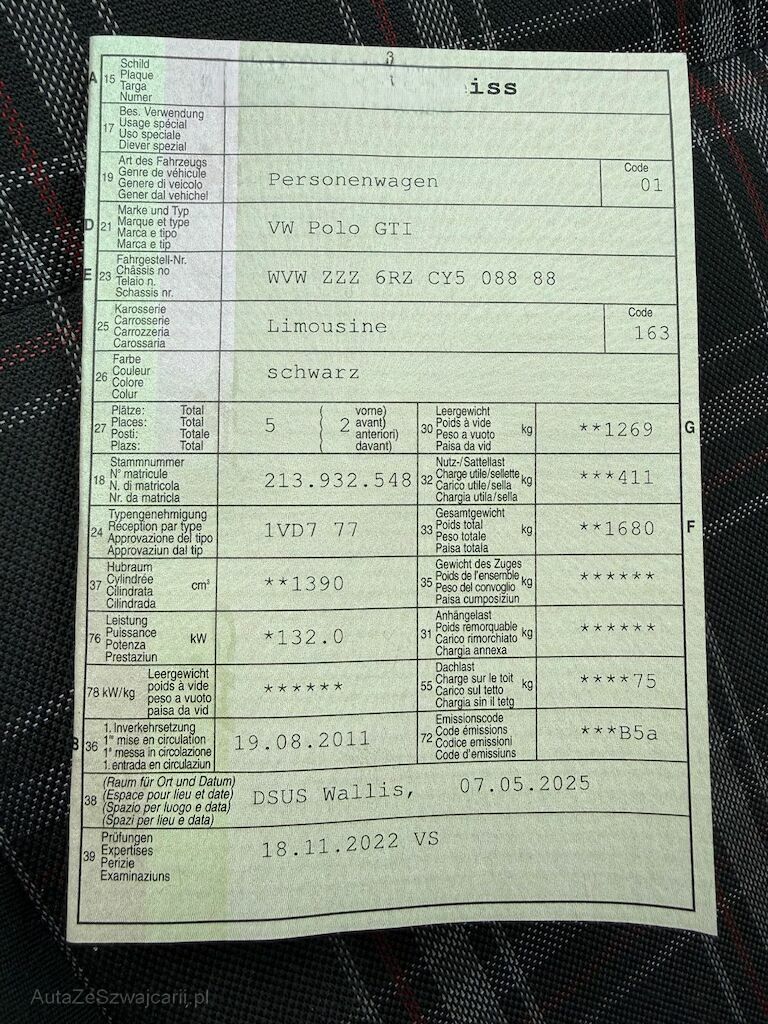 A 15 Schild
Plaque
Targa
Numer
iss
17 Bes. Verwendung
Usage spécial
Uso speciale
Diever spezial
19 Art des Fahrzeugs
Genre de véhicule
Genere di veicolo
Gener dal vehichel
Personenwagen
Code
01
D 21 Marke und Typ
Marque et type
Marca e tipo
Marca e tip
VW Polo GTI
E 23 Fahrgestell-Nr.
Châssis no
Telaio n.
Schassis nr.
WVW ZZZ 6RZ CY5 088 88
25 Karosserie
Carrosserie
Carrozzeria
Carossaria
Limousine
Code
163
26 Farbe
Couleur
Colore
Colur
schwarz
27 Plätze: Total
Places: Total
Posti: Totale
Plazs: Total
5 ( 2 vorne)
( avant)
( anteriori)
( davant)
30 Leergewicht
Poids à vide
Peso a vuoto
Paisa da vid
kg **1269 G
18 Stammnummer
N° matricule
N. di matricola
Nr. da matricla
213.932.548
32 Nutz-/Sattellast
Charge utile/sellette
Carico utile/sella
Chargia utila/sella
kg ***411
24 Typengenehmigung
Réception par type
Approvazione del tipo
Approvaziun dal tip
1VD7 77
33 Gesamtgewicht
Poids total
Peso totale
Paisa totala
kg **1680 F
37 Hubraum
Cylindrée
Cilindrata
Cilindrada
cm³ **1390
35 Gewicht des Zuges
Poids de l'ensemble
Peso del convoglio
Paisa cumposiziun
kg ******
76 Leistung
Puissance
Potenza
Prestaziun
kW *132.0
31 Anhängelast
Poids remorquable
Carico rimorchiato
Chargia annexa
kg ******
78 kW/kg Leergewicht
poids à vide
peso a vuoto
paisa da vid
******
55 Dachlast
Charge sur le toit
Carico sul tetto
Chargia sin il tetg
kg ****75
B 36 1. Inverkehrsetzung
1re mise en circulation
1a messa in circolazione
1. entrada en circulaziun
19.08.2011
72 Emissionscode
Code émissions
Codice emissioni
Code d'emissiuns
***B5a
38 (Raum für Ort und Datum)
(Espace pour lieu et date)
(Spazio per luogo e data)
(Spazi per lieu e data)
DSUS Wallis, 07.05.2025
39 Prüfungen
Expertises
Perizie
Examinaziuns
18.11.2022 VS
AutaZeSzwajcarii.pl